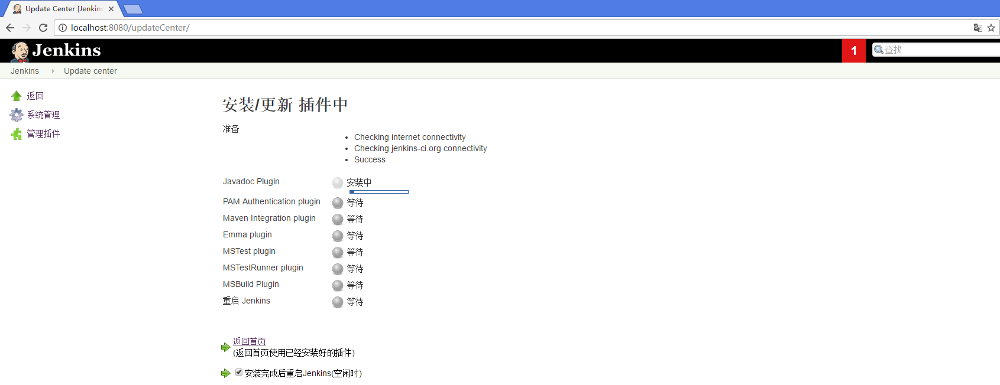 Update Center [Jenkins
localhost:8080/updateCenter/
Jenkins
1
查找
Jenkins
Update center
返回
系统管理
管理插件
安装/更新 插件中
准备
Checking internet connectivity
Checking jenkins-ci.org connectivity
Success
Javadoc Plugin 安装中
PAM Authentication plugin 等待
Maven Integration plugin 等待
Emma plugin 等待
MSTest plugin 等待
MSTestRunner plugin 等待
MSBuild Plugin 等待
重启 Jenkins 等待
返回首页
(返回首页使用已经安装好的插件)
安装完成后重启Jenkins(空闲时)